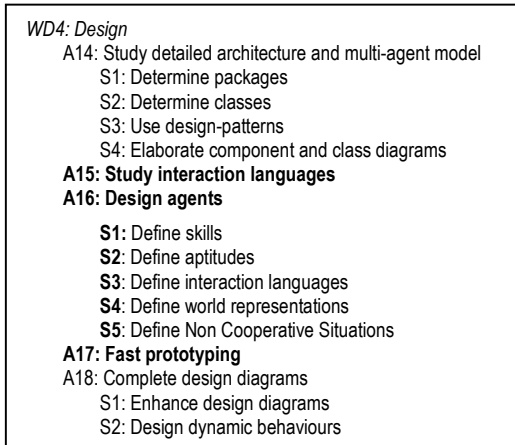 WD4: Design
A14: Study detailed architecture and multi-agent model
S1: Determine packages
S2: Determine classes
S3: Use design-patterns
S4: Elaborate component and class diagrams
A15: Study interaction languages
A16: Design agents
S1: Define skills
S2: Define aptitudes
S3: Define interaction languages
S4: Define world representations
S5: Define Non Cooperative Situations
A17: Fast prototyping
A18: Complete design diagrams
S1: Enhance design diagrams
S2: Design dynamic behaviours